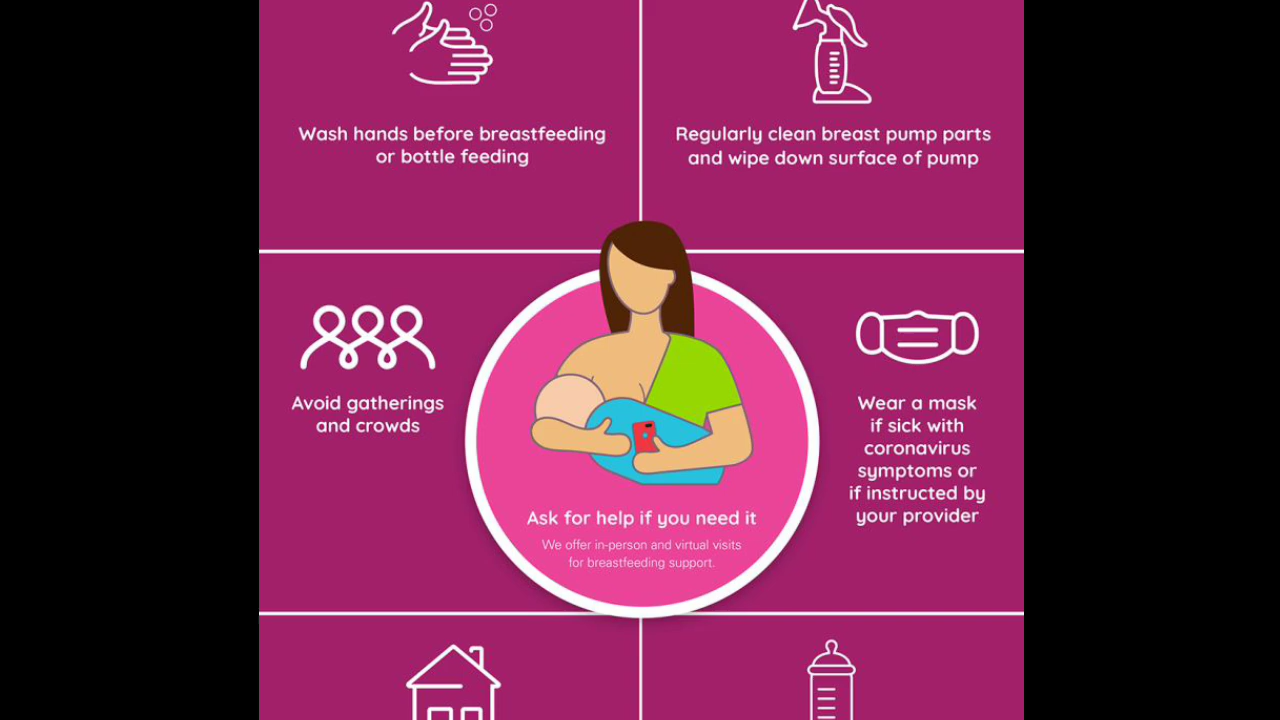 Wash hands before breastfeeding
or bottle feeding
Regularly clean breast pump parts
and wipe down surface of pump
Avoid gatherings
and crowds
Wear a mask
if sick with
coronavirus
symptoms or
if instructed by
your provider
Ask for help if you need it
We offer in-person and virtual visits
for breastfeeding support.